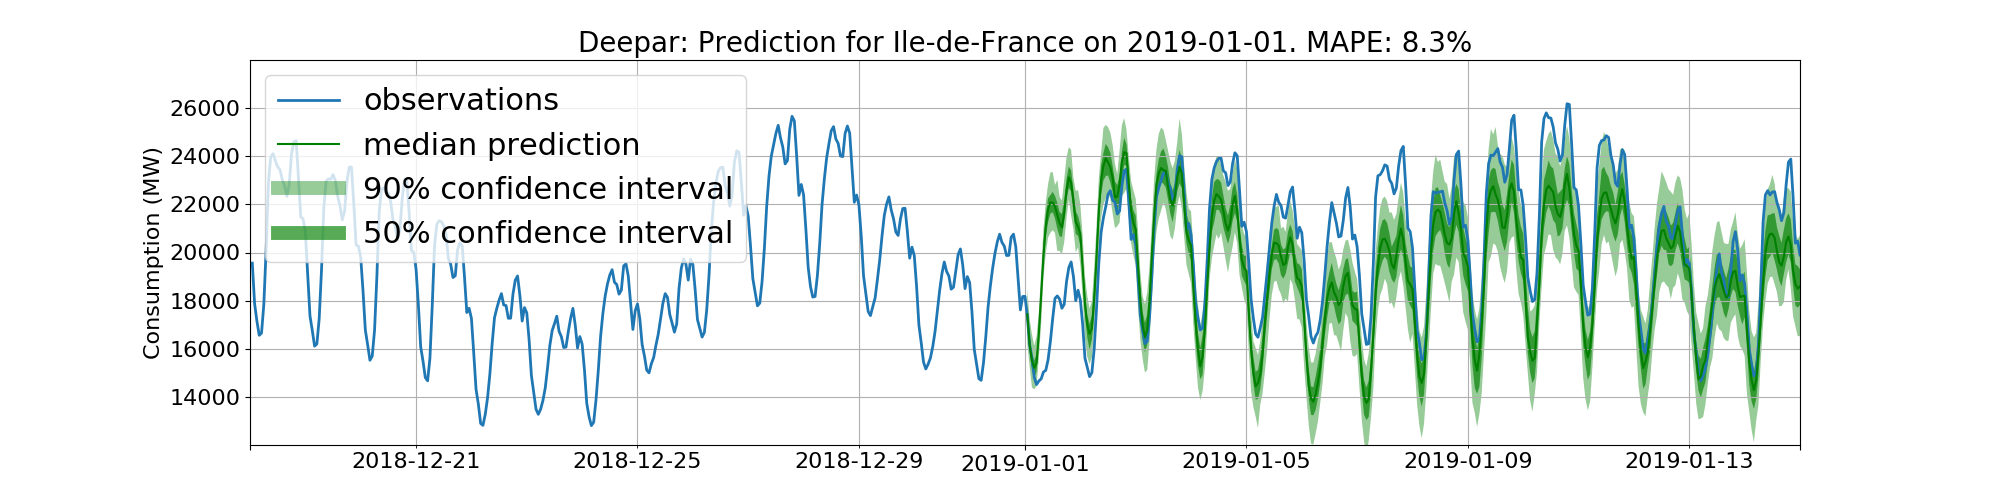 Deepar: Prediction for Ile-de-France on 2019-01-01. MAPE: 8.3%
observations
median prediction
90% confidence interval
50% confidence interval
Consumption (MW)
26000
24000
22000
20000
18000
16000
14000
2018-12-21
2018-12-25
2018-12-29
2019-01-01
2019-01-05
2019-01-09
2019-01-13